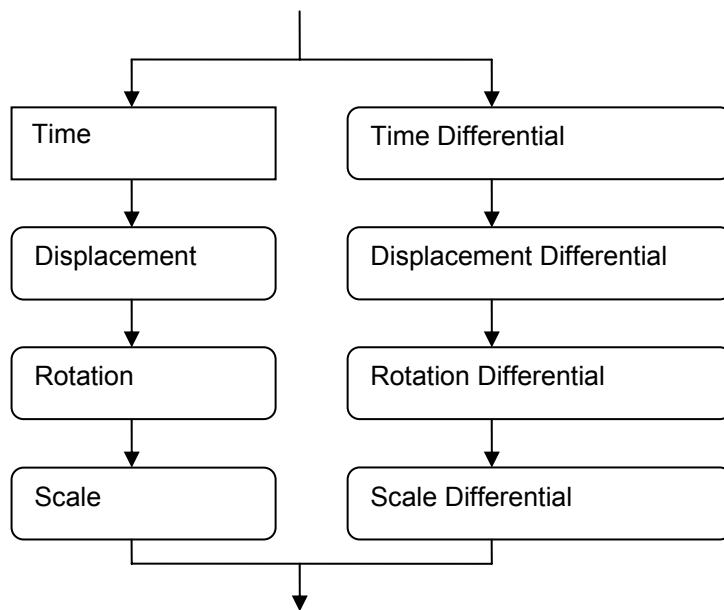 Time
Time Differential
Displacement
Displacement Differential
Rotation
Rotation Differential
Scale
Scale Differential